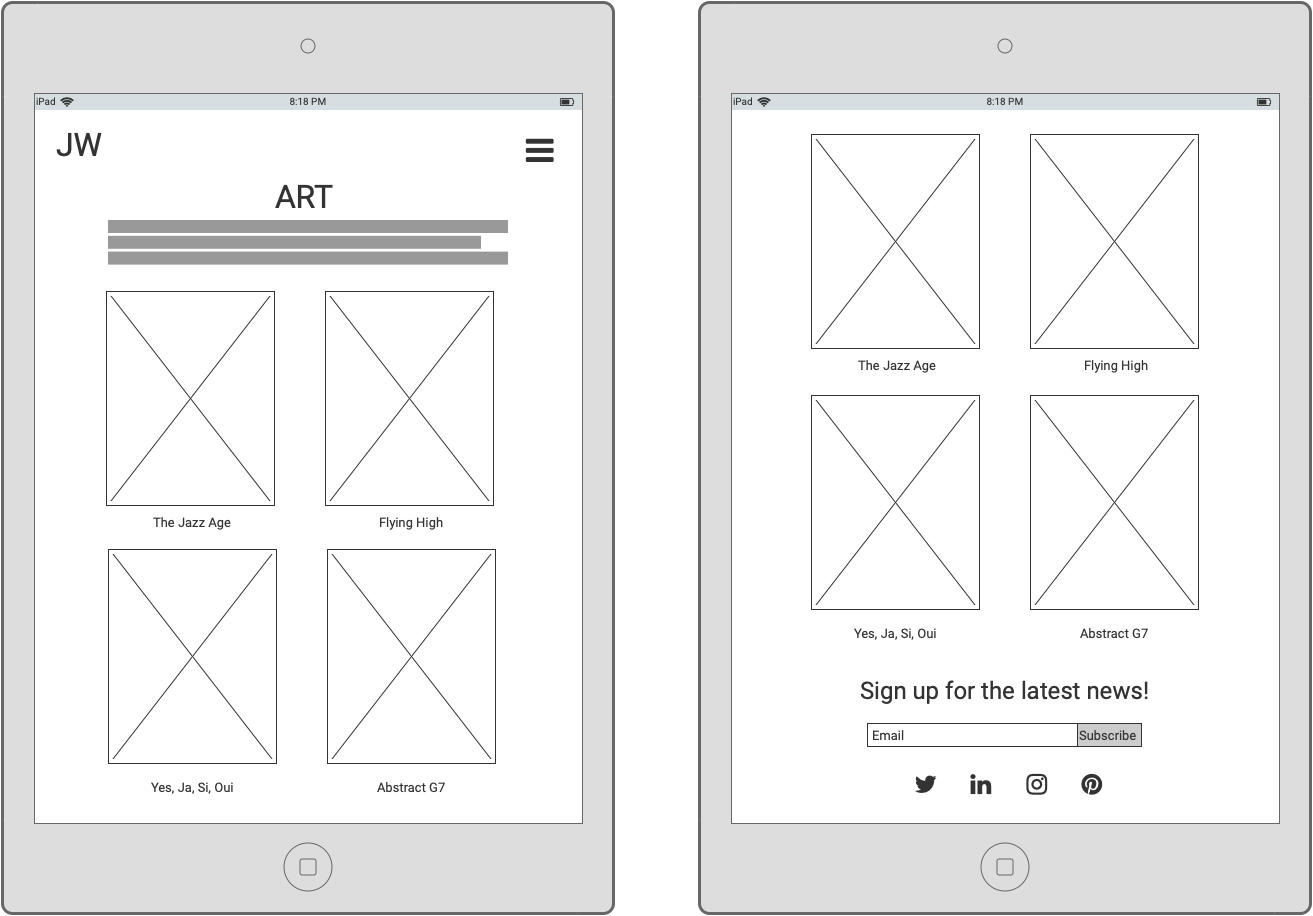 iPad 8:18 PM
JW
ART
The Jazz Age Flying High
Yes, Ja, Si, Oui Abstract G7
iPad 8:18 PM
The Jazz Age Flying High
Yes, Ja, Si, Oui Abstract G7
Sign up for the latest news!
Email Subscribe